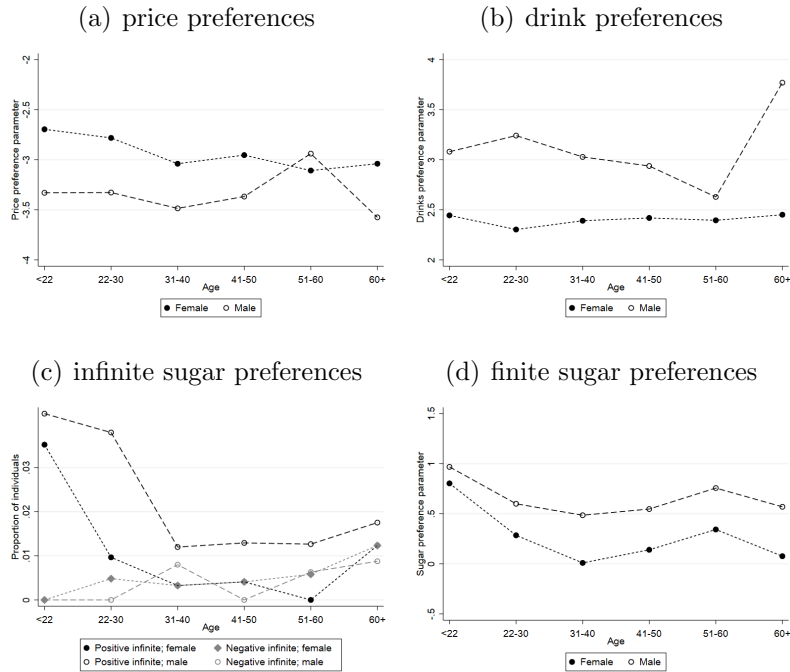 (a) price preferences
Price preference parameter
-2
-2.5
-3
-3.5
-4
<22 22-30 31-40 41-50 51-60 60+
Age
Female Male
(b) drink preferences
Drinks preference parameter
4
3.5
3
2.5
2
<22 22-30 31-40 41-50 51-60 60+
Age
Female Male
(c) infinite sugar preferences
Proportion of individuals
.03
.02
.01
0
<22 22-30 31-40 41-50 51-60 60+
Age
Positive infinite; female Negative infinite; female
Positive infinite; male Negative infinite; male
(d) finite sugar preferences
Sugar preference parameter
1.5
1
.5
0
-.5
<22 22-30 31-40 41-50 51-60 60+
Age
Female Male